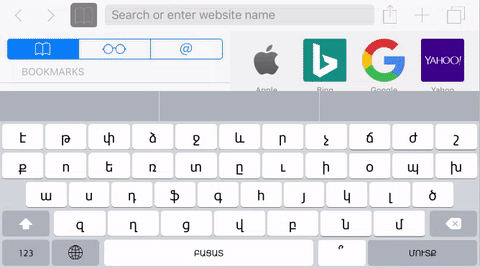 Search or enter website name
@
BOOKMARKS
YAHOO!
Apple Bing Google Yahoo
է թ փ ձ ջ և ր չ ճ ժ շ
ք ո ե ռ տ ը ւ ի օ պ խ
ա ս դ ֆ գ հ յ կ լ ծ
զ ղ ց վ բ ն մ
123 ԲԱՑԱՏ ՞ ՄՈՒՏՔ